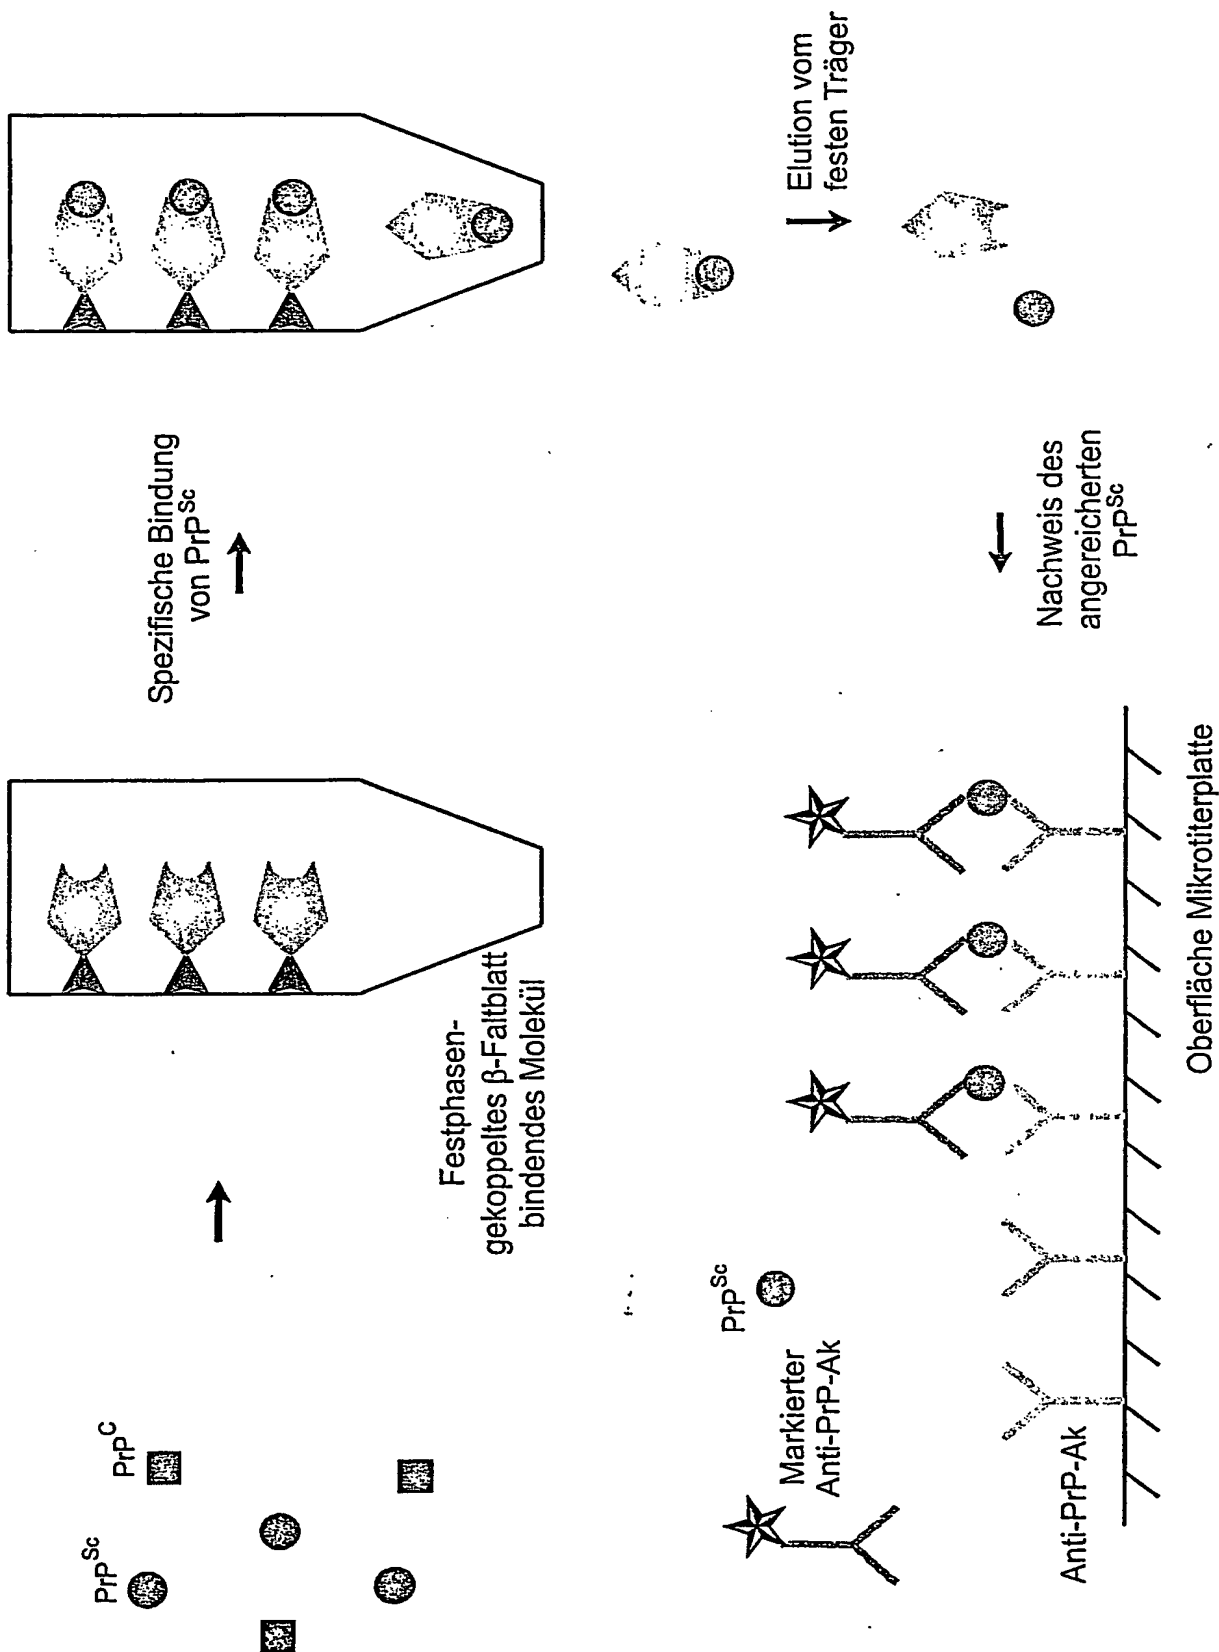 PrP^Sc
PrP^C
Festphasen-
gekoppeltes β-Faltblatt
bindendes Molekül
Spezifische Bindung
von PrP^Sc
Elution vom
festen Träger
Nachweis des
angereicherten
PrP^Sc
Markierter
Anti-PrP-Ak
PrP^Sc
Anti-PrP-Ak
Oberfläche Mikrotiterplatte